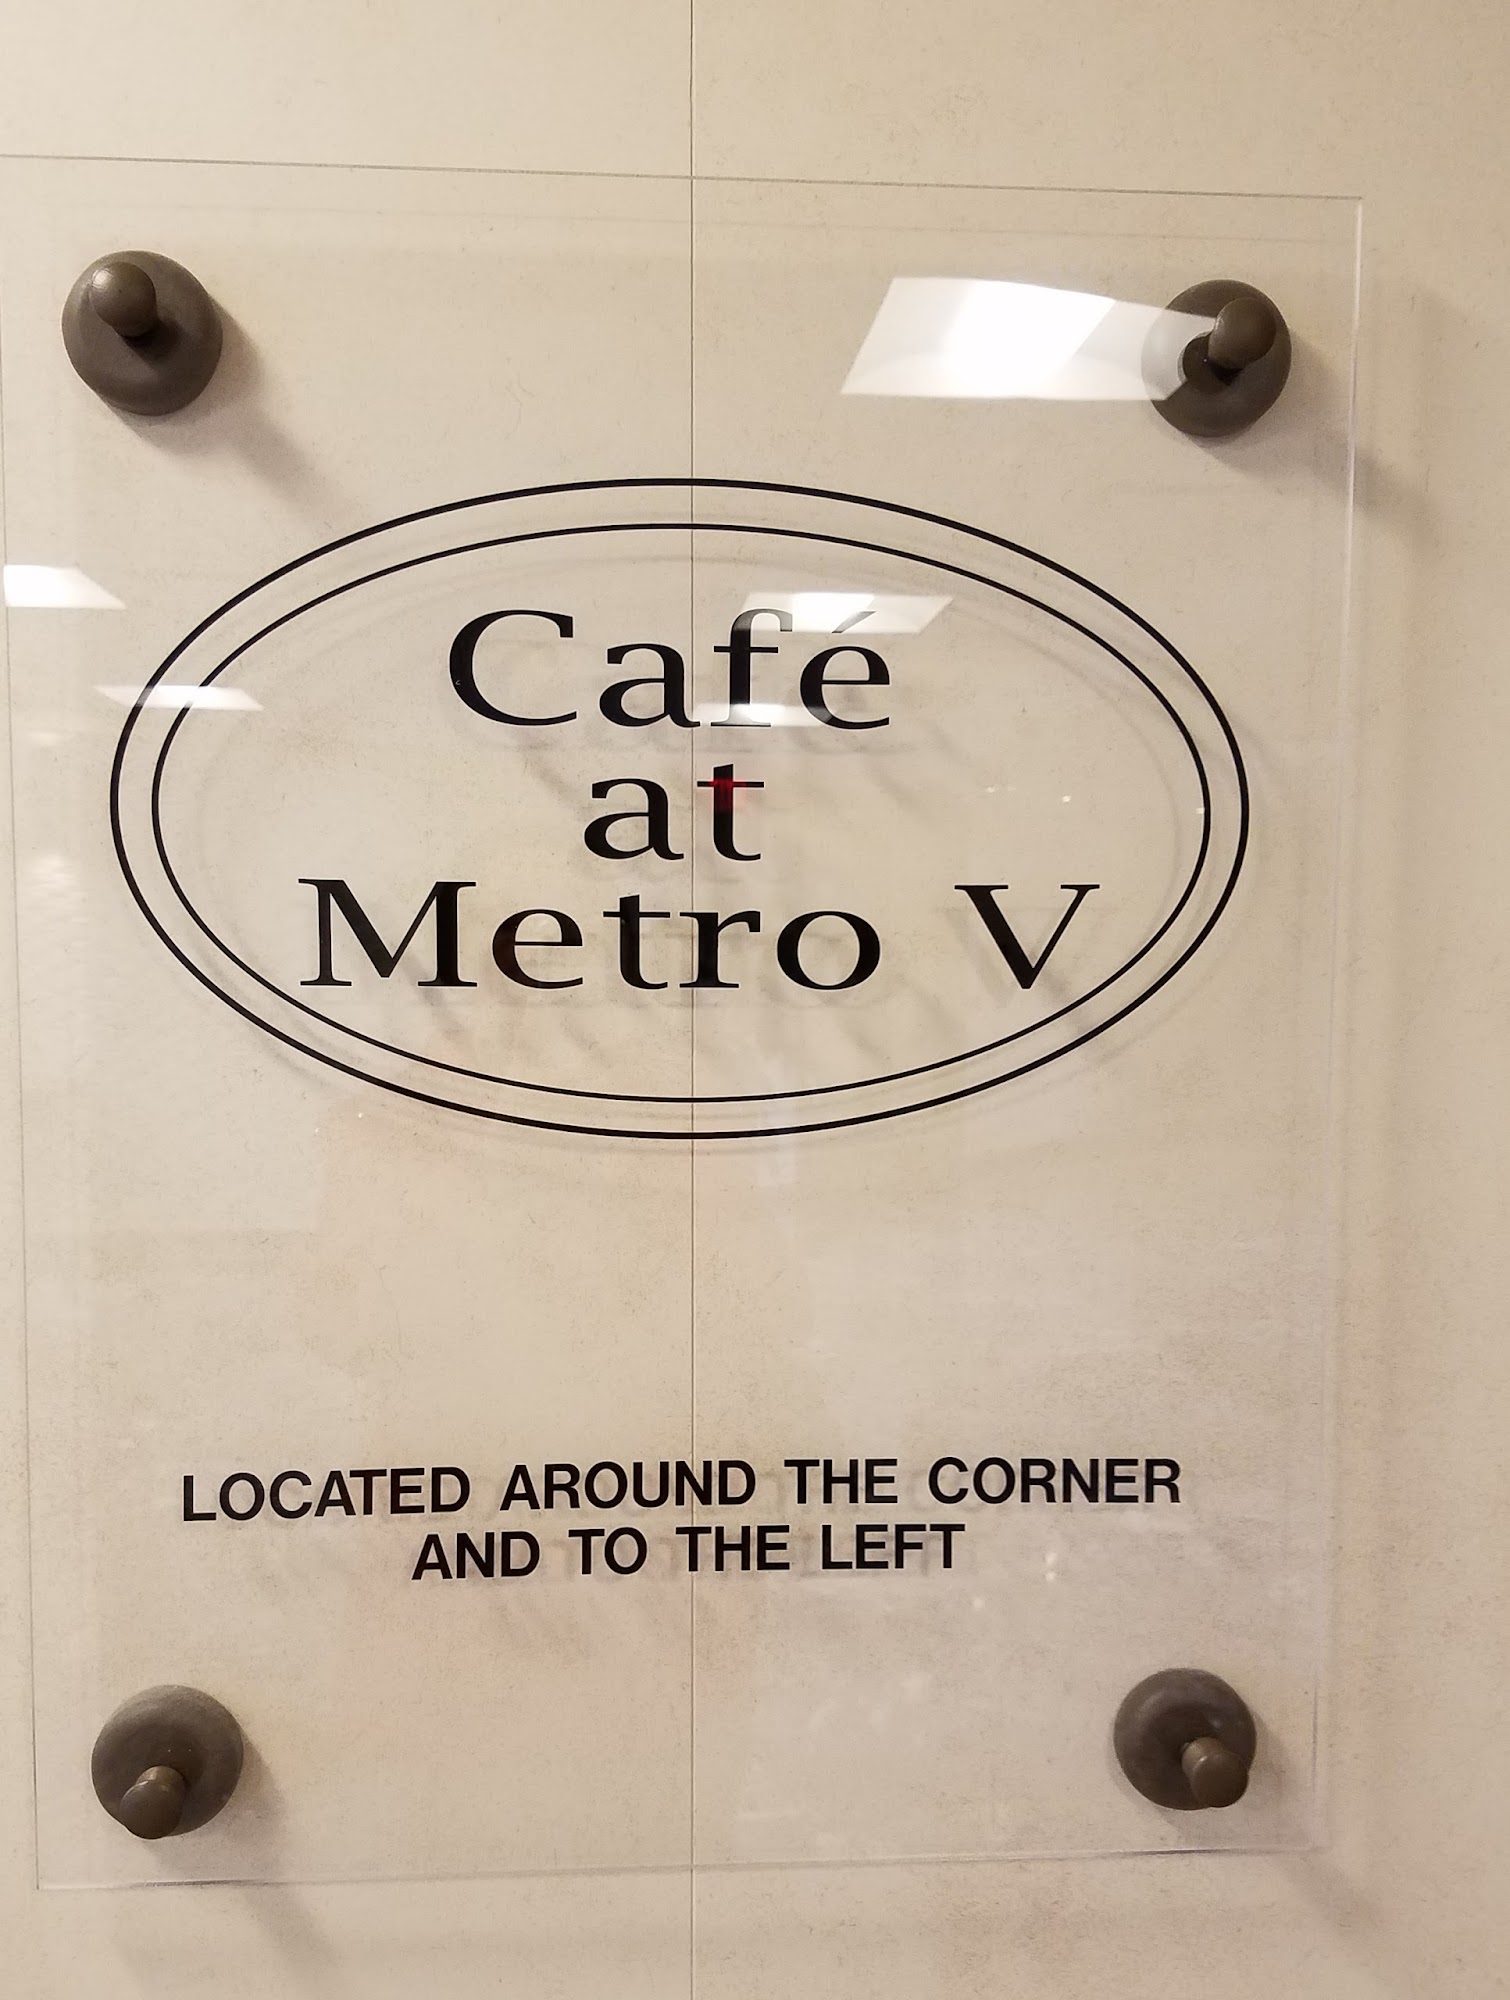 Café
at
Metro V
LOCATED AROUND THE CORNER
AND TO THE LEFT